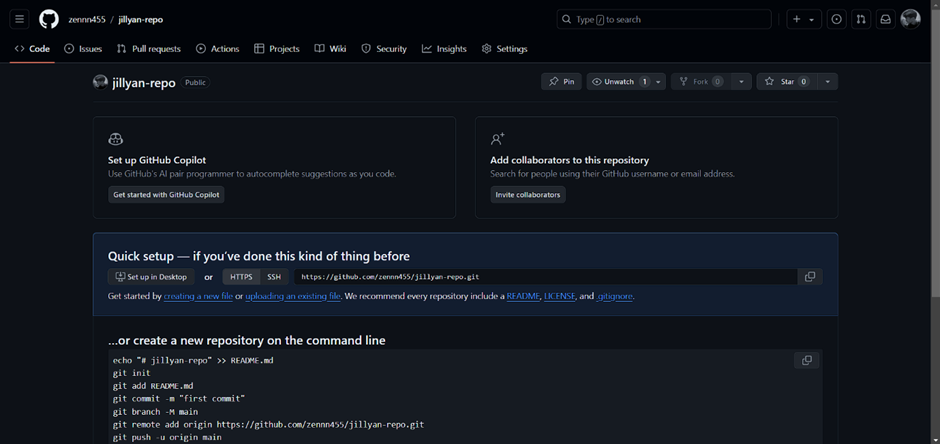 zennn455 / jillyan-repo
Type / to search
Code Issues Pull requests Actions Projects Wiki Security Insights Settings
jillyan-repo Public
Pin Unwatch 1 Fork 0 Star 0
Set up GitHub Copilot
Use GitHub's AI pair programmer to autocomplete suggestions as you code.
Get started with GitHub Copilot
Add collaborators to this repository
Search for people using their GitHub username or email address.
Invite collaborators
Quick setup — if you've done this kind of thing before
Set up in Desktop or HTTPS SSH https://github.com/zennn455/jillyan-repo.git
Get started by creating a new file or uploading an existing file. We recommend every repository include a README, LICENSE, and .gitignore.
...or create a new repository on the command line
echo "# jillyan-repo" >> README.md
git init
git add README.md
git commit -m "first commit"
git branch -M main
git remote add origin https://github.com/zennn455/jillyan-repo.git
git push -u origin main